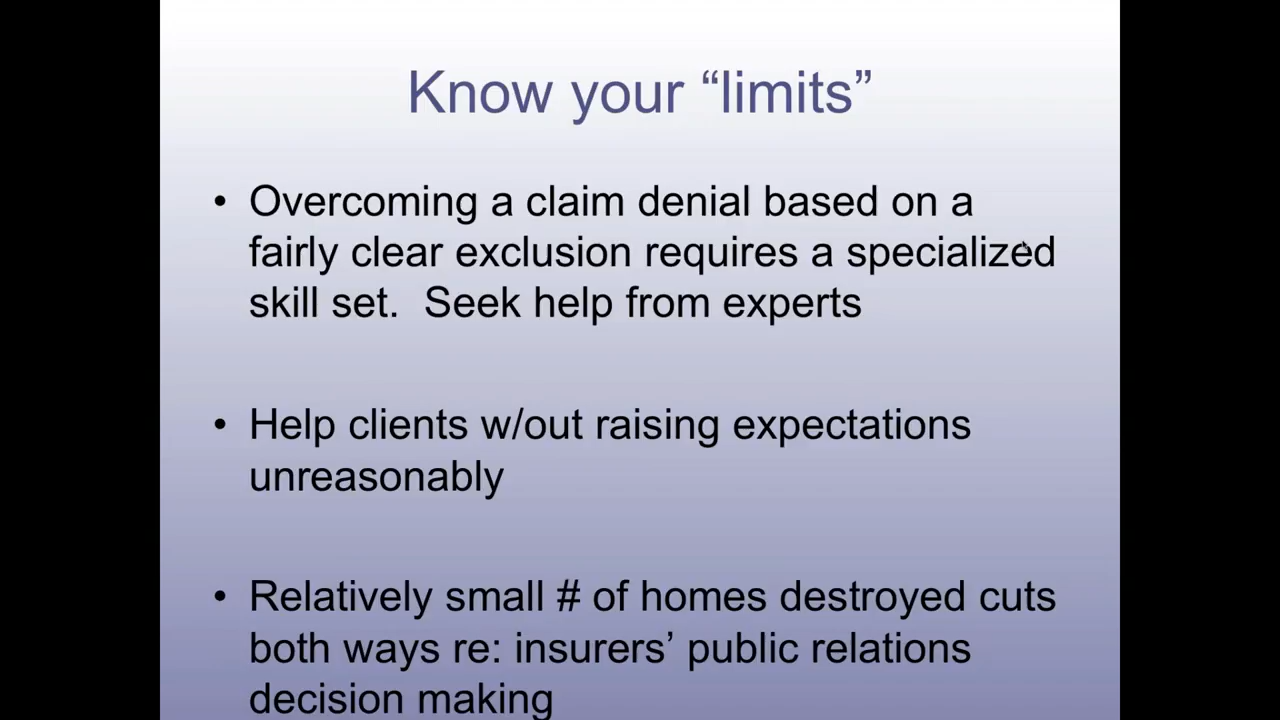 Know your “limits”
• Overcoming a claim denial based on a
fairly clear exclusion requires a specialized
skill set.  Seek help from experts
• Help clients w/out raising expectations
unreasonably
• Relatively small # of homes destroyed cuts
both ways re: insurers’ public relations
decision making